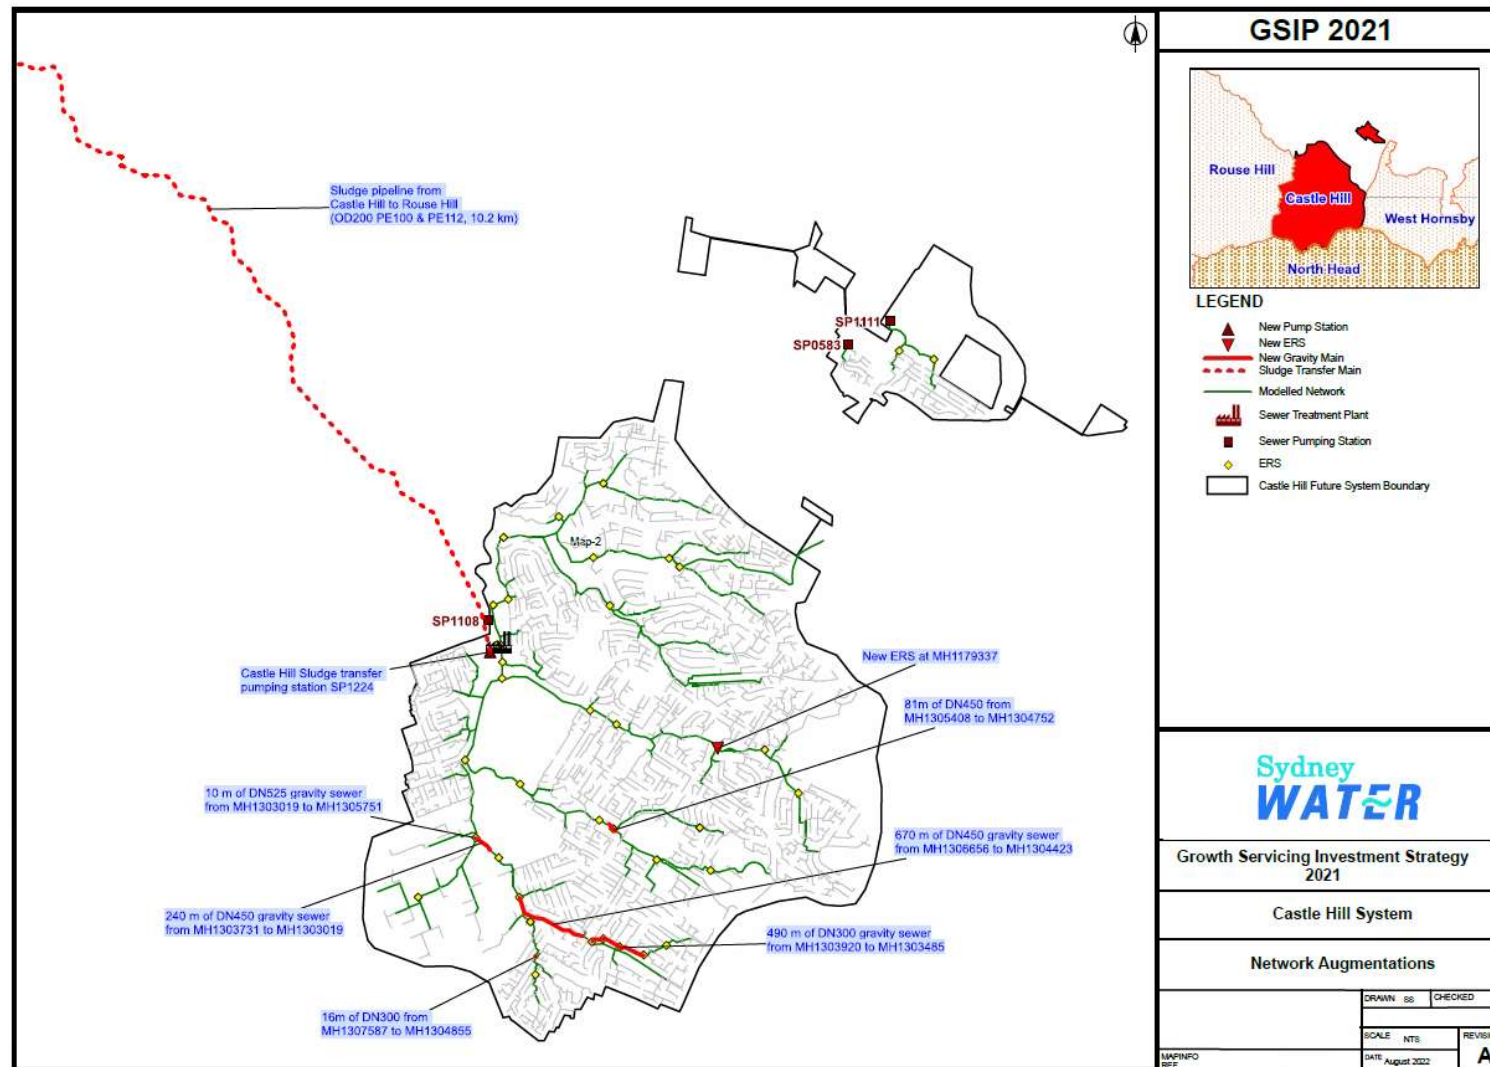 GSIP 2021
Rouse Hill
Castle Hill
West Hornsby
North Head
LEGEND
New Pump Station
New ERS
New Gravity Main
Sludge Transfer Main
Modelled Network
Sewer Treatment Plant
Sewer Pumping Station
ERS
Castle Hill Future System Boundary
Sludge pipeline from
Castle Hill to Rouse Hill
(OD200 PE100 & PE112, 10.2 km)
SP1111
SP0583
Map-2
SP1108
Castle Hill Sludge transfer
pumping station SP1224
New ERS at MH1179337
81m of DN450 from
MH1305408 to MH1304752
10 m of DN525 gravity sewer
from MH1303019 to MH1305751
670 m of DN450 gravity sewer
from MH1306656 to MH1304423
240 m of DN450 gravity sewer
from MH1303731 to MH1303019
490 m of DN300 gravity sewer
from MH1303920 to MH1303485
16m of DN300 from
MH1307587 to MH1304855
Sydney
WATER
Growth Servicing Investment Strategy
2021
Castle Hill System
Network Augmentations
DRAWN SS
CHECKED
SCALE NTS
DATE August 2022
A
MAPINFO